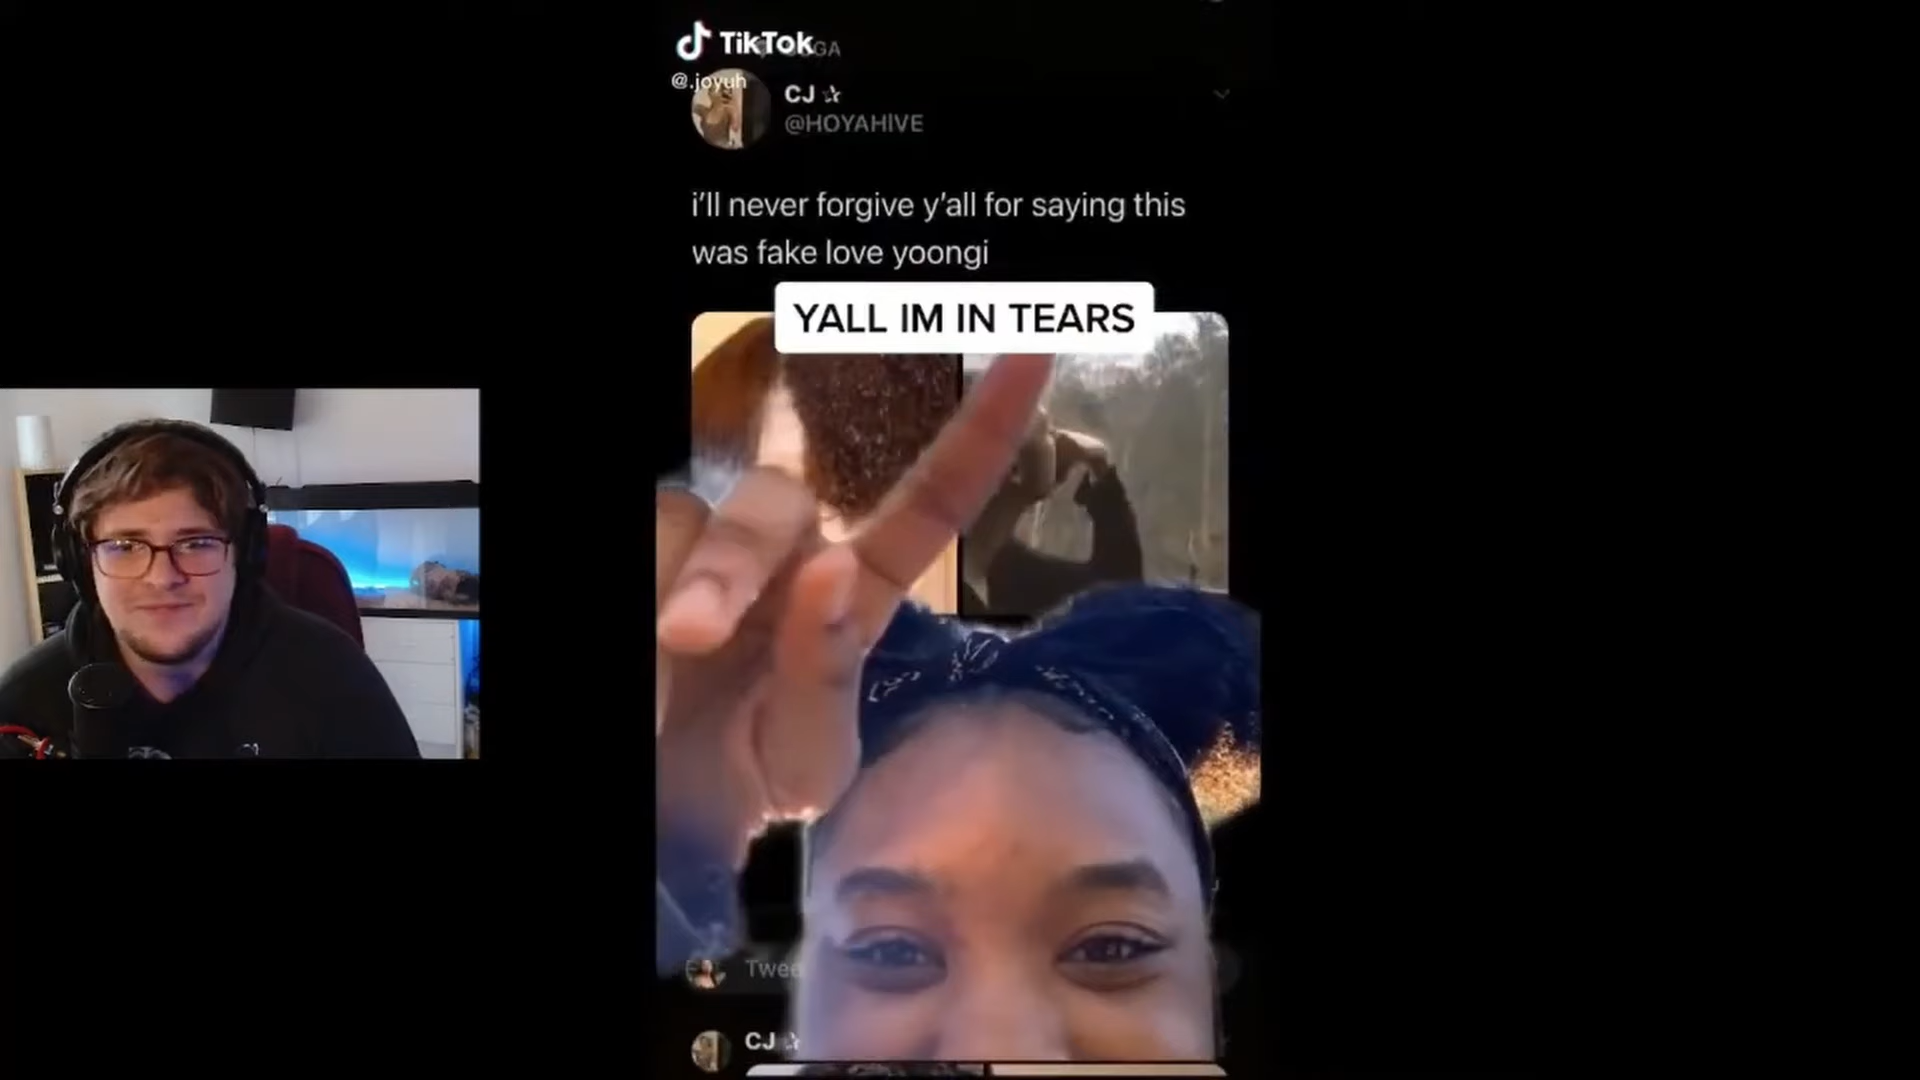 TikTok
@.joyuh
CJ ✰
@HOYAHIVE
i'll never forgive y'all for saying this
was fake love yoongi
YALL IM IN TEARS
Twee
CJ ✰